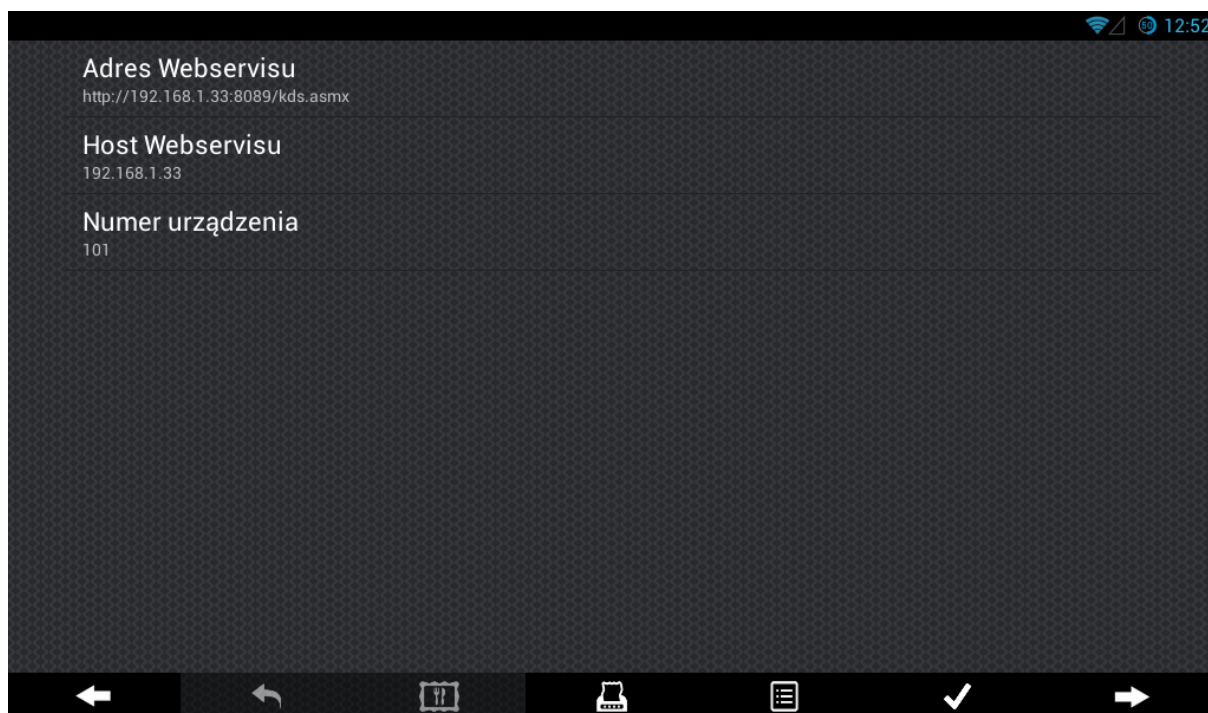 50 12:52
Adres Webservisu
http://192.168.1.33:8089/kds.asmx
Host Webservisu
192.168.1.33
Numer urządzenia
101